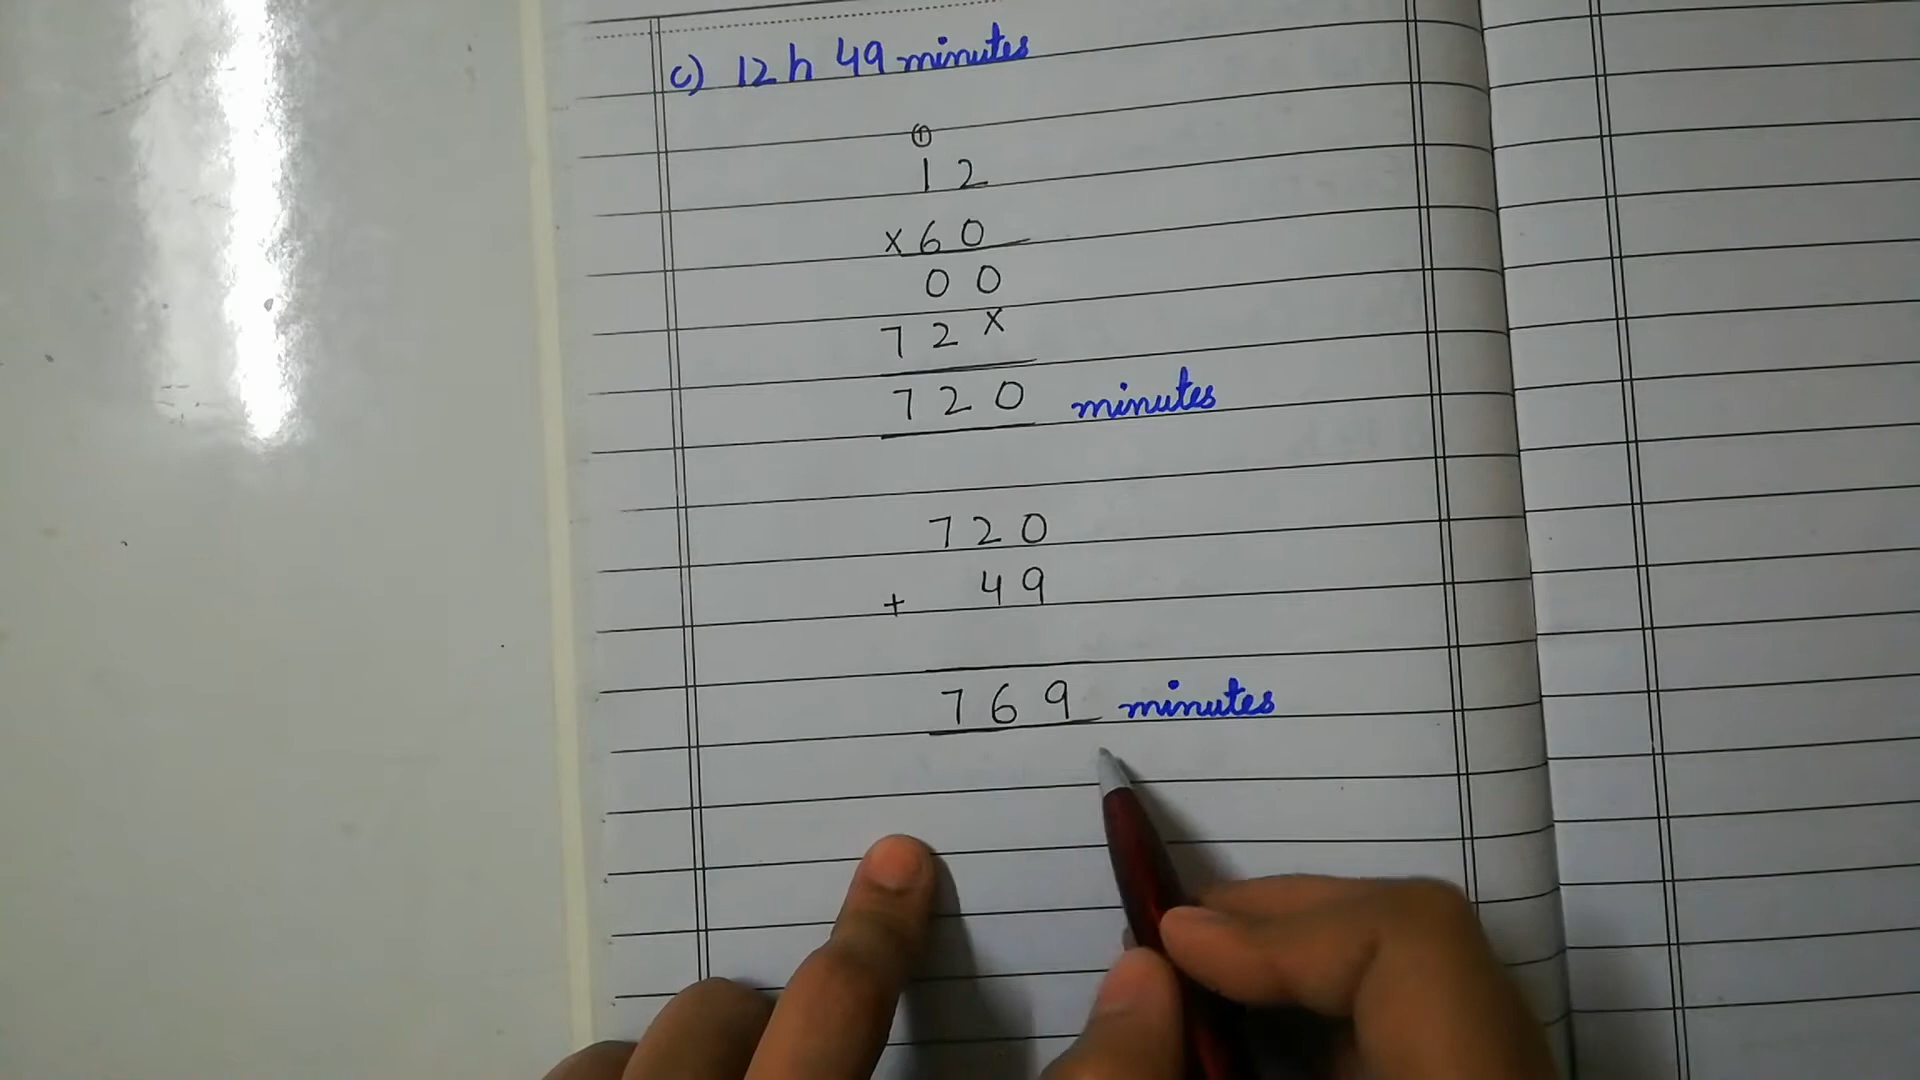 c) 12 h 49 minutes
①
12
×60
00
72×
720 minutes
720
+ 49
769 minutes